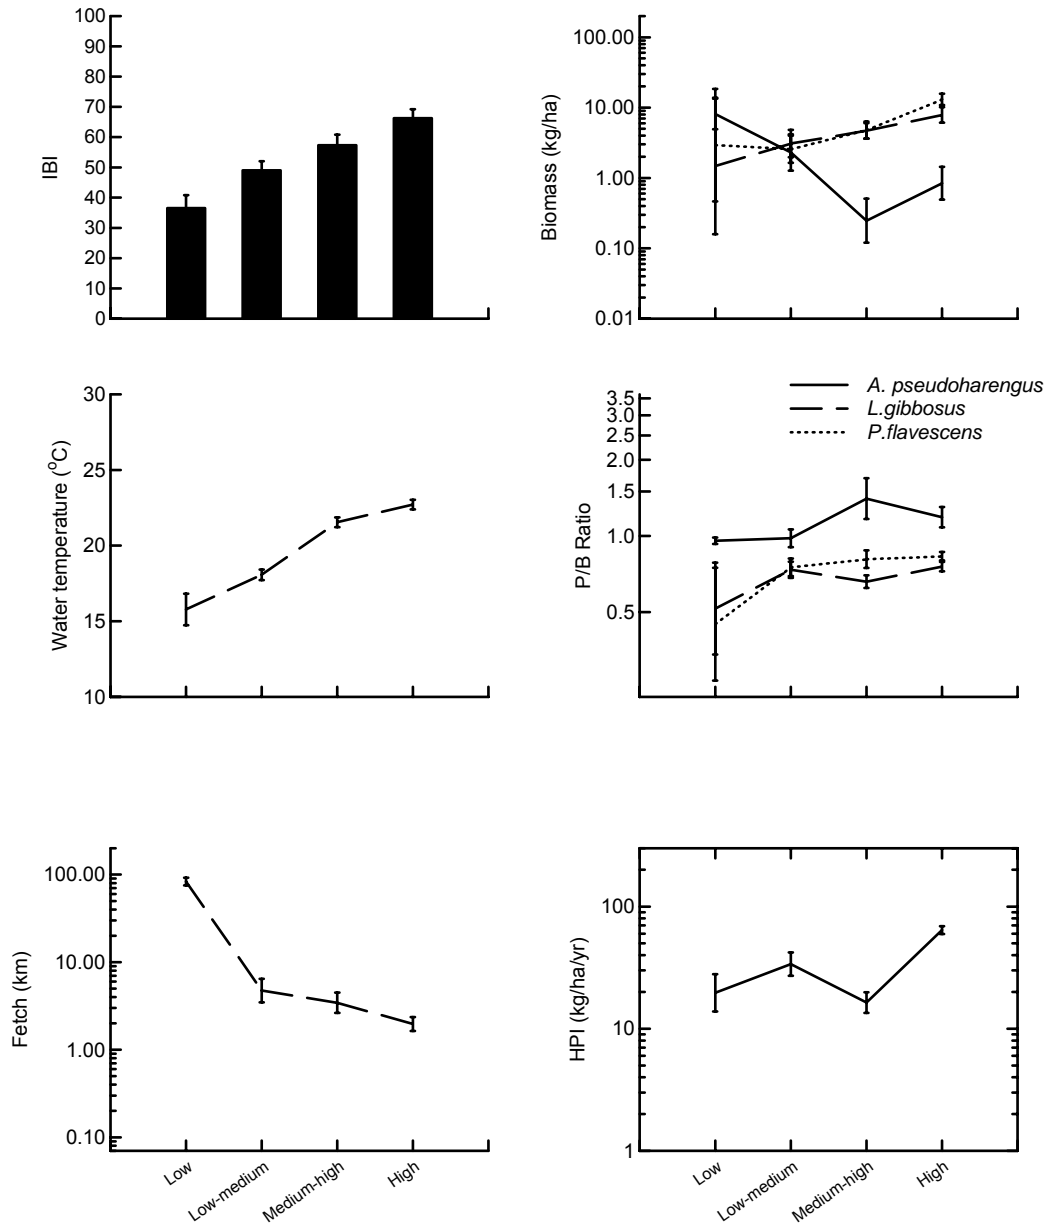 IBI
100
90
80
70
60
50
40
30
20
10
0
Biomass (kg/ha)
100.00
10.00
1.00
0.10
0.01
Water temperature (°C)
30
25
20
15
10
P/B Ratio
3.5
3.0
2.5
2.0
1.5
1.0
0.5
A. pseudoharengus
L.gibbosus
P.flavescens
Fetch (km)
100.00
10.00
1.00
0.10
Low
Low-medium
Medium-high
High
HPI (kg/ha/yr)
100
10
1
Low
Low-medium
Medium-high
High